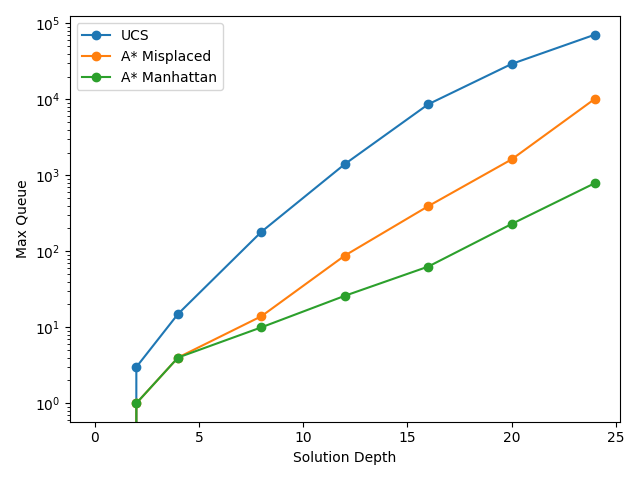 UCS
A* Misplaced
A* Manhattan
Max Queue
10^5
10^4
10^3
10^2
10^1
10^0
0 5 10 15 20 25
Solution Depth